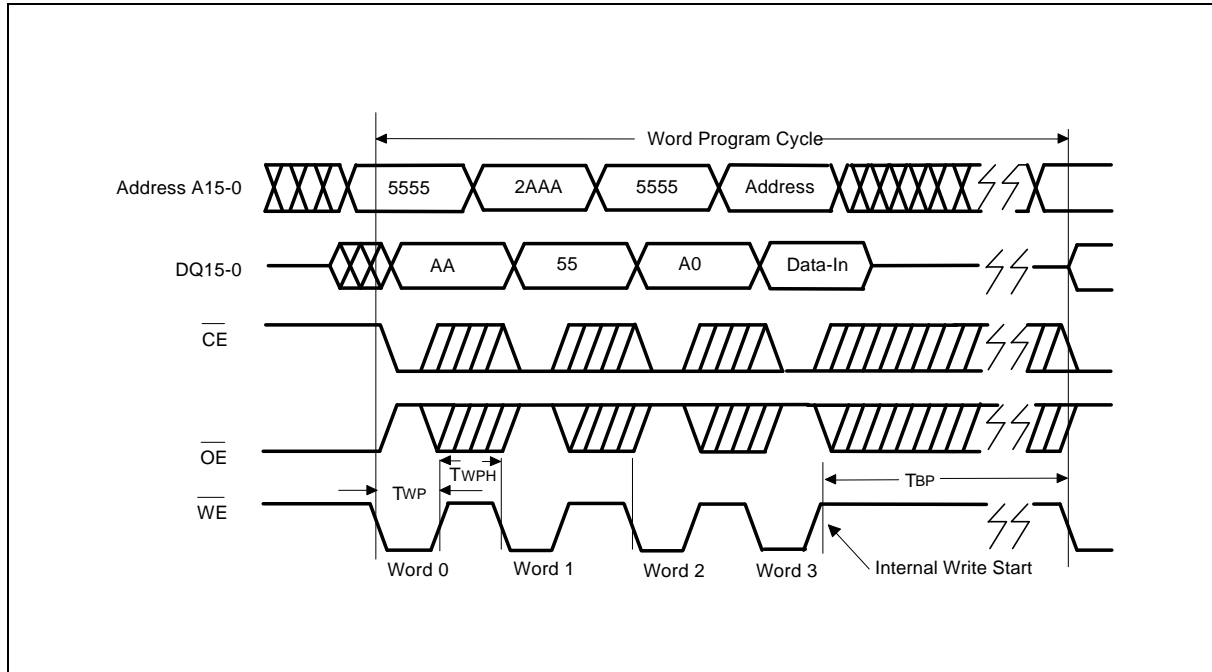 Word Program Cycle
Address A15-0
5555
2AAA
5555
Address
DQ15-0
AA
55
A0
Data-In
CE
OE
TWPH
TWP
TBP
WE
Word 0
Word 1
Word 2
Word 3
Internal Write Start